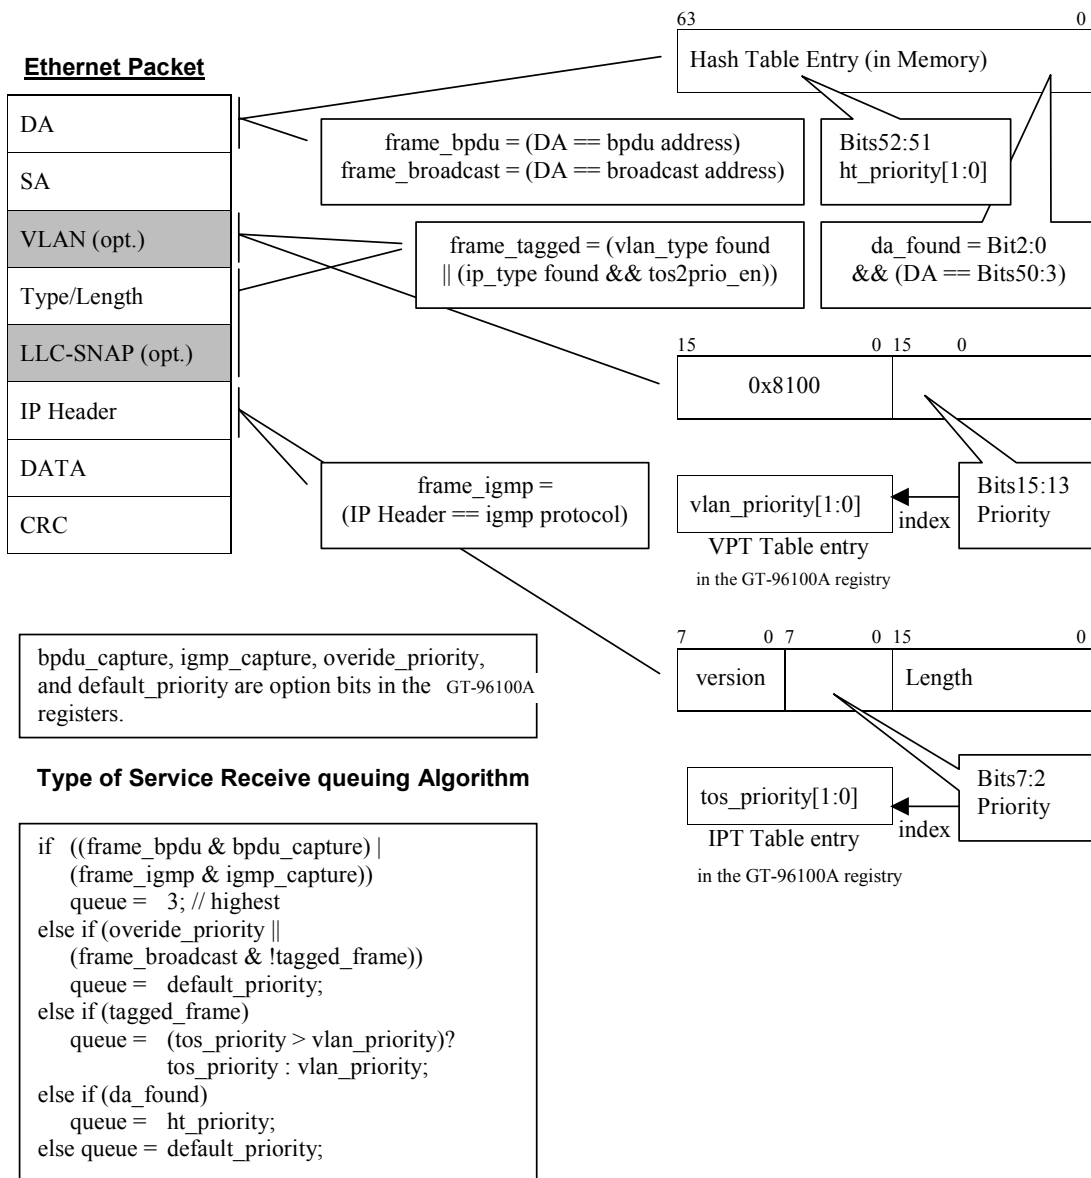 63 0
Hash Table Entry (in Memory)
Ethernet Packet
DA
SA
VLAN (opt.)
Type/Length
LLC-SNAP (opt.)
IP Header
DATA
CRC
frame_bpdu = (DA == bpdu address)
frame_broadcast = (DA == broadcast address)
Bits52:51
ht_priority[1:0]
frame_tagged = (vlan_type found
|| (ip_type found && tos2prio_en))
da_found = Bit2:0
&& (DA == Bits50:3)
15 0 15 0
0x8100
frame_igmp =
(IP Header == igmp protocol)
vlan_priority[1:0]
index
Bits15:13
Priority
VPT Table entry
in the GT-96100A registry
7 0 7 0 15 0
version
Length
bpdu_capture, igmp_capture, overide_priority,
and default_priority are option bits in the GT-96100A
registers.
tos_priority[1:0]
index
Bits7:2
Priority
IPT Table entry
in the GT-96100A registry
Type of Service Receive queuing Algorithm
if ((frame_bpdu & bpdu_capture) |
(frame_igmp & igmp_capture))
queue = 3; // highest
else if (overide_priority ||
(frame_broadcast & !tagged_frame))
queue = default_priority;
else if (tagged_frame)
queue = (tos_priority > vlan_priority)?
tos_priority : vlan_priority;
else if (da_found)
queue = ht_priority;
else queue = default_priority;